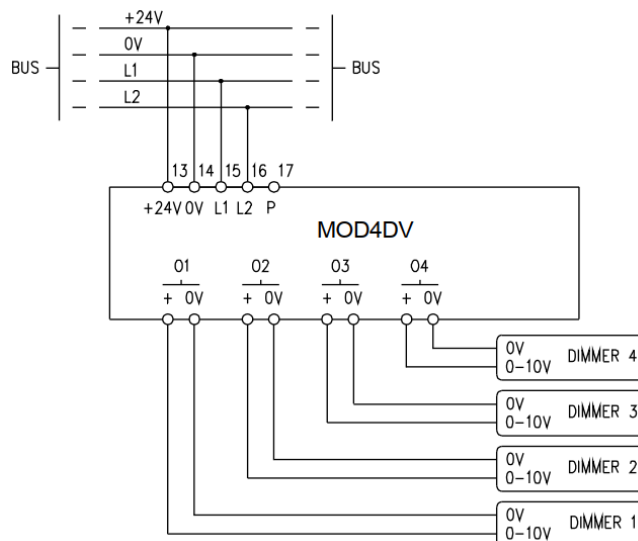 +24V
0V
BUS
BUS
L1
L2
13 14 15 16 17
+24V 0V L1 L2 P
MOD4DV
O1 O2 O3 O4
+ 0V + 0V + 0V + 0V
0V
DIMMER 4
0-10V
0V
DIMMER 3
0-10V
0V
DIMMER 2
0-10V
0V
DIMMER 1
0-10V